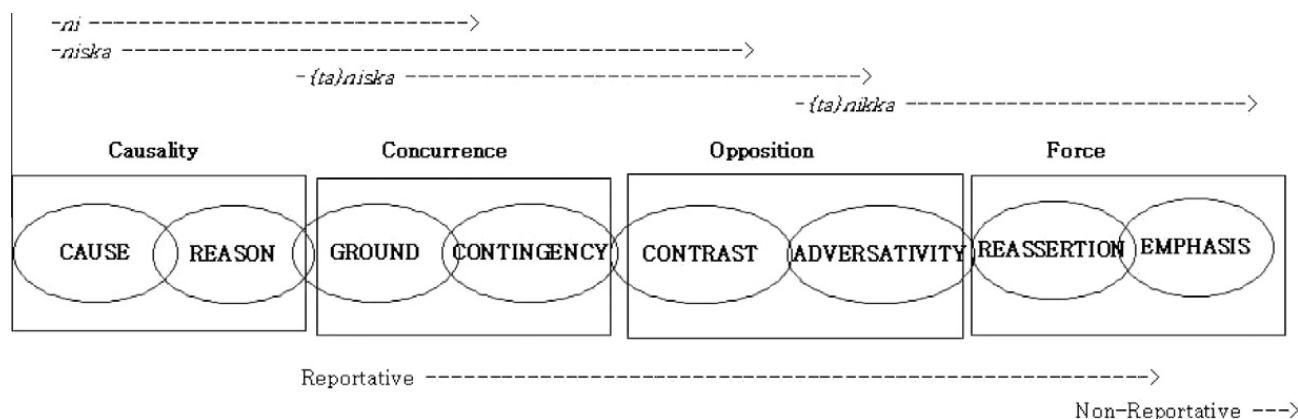 -ni ------------------------------>
-niska -------------------------------------------------->
-{ta}niska ------------------------------------>
-{ta}nikka ---------------------------->
Causality Concurrence Opposition Force
CAUSE REASON GROUND CONTINGENCY CONTRAST ADVERSATIVITY REASSERTION EMPHASIS
Reportative ---------------------------------------------------------->
Non-Reportative --->